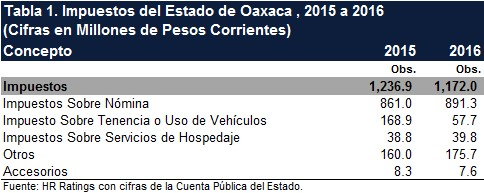 Tabla 1. Impuestos del Estado de Oaxaca , 2015 a 2016
(Cifras en Millones de Pesos Corrientes)
Concepto 2015 2016
Obs. Obs.
Impuestos 1,236.9 1,172.0
Impuestos Sobre Nómina 861.0 891.3
Impuesto Sobre Tenencia o Uso de Vehículos 168.9 57.7
Impuestos Sobre Servicios de Hospedaje 38.8 39.8
Otros 160.0 175.7
Accesorios 8.3 7.6
Fuente: HR Ratings con cifras de la Cuenta Pública del Estado.